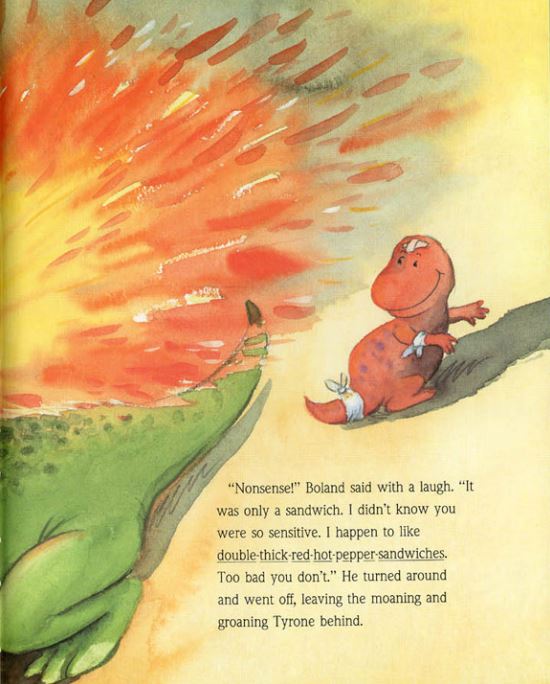 “Nonsense!” Boland said with a laugh. “It
was only a sandwich. I didn’t know you
were so sensitive. I happen to like
double-thick-red-hot-pepper-sandwiches.
Too bad you don’t.” He turned around
and went off, leaving the moaning and
groaning Tyrone behind.